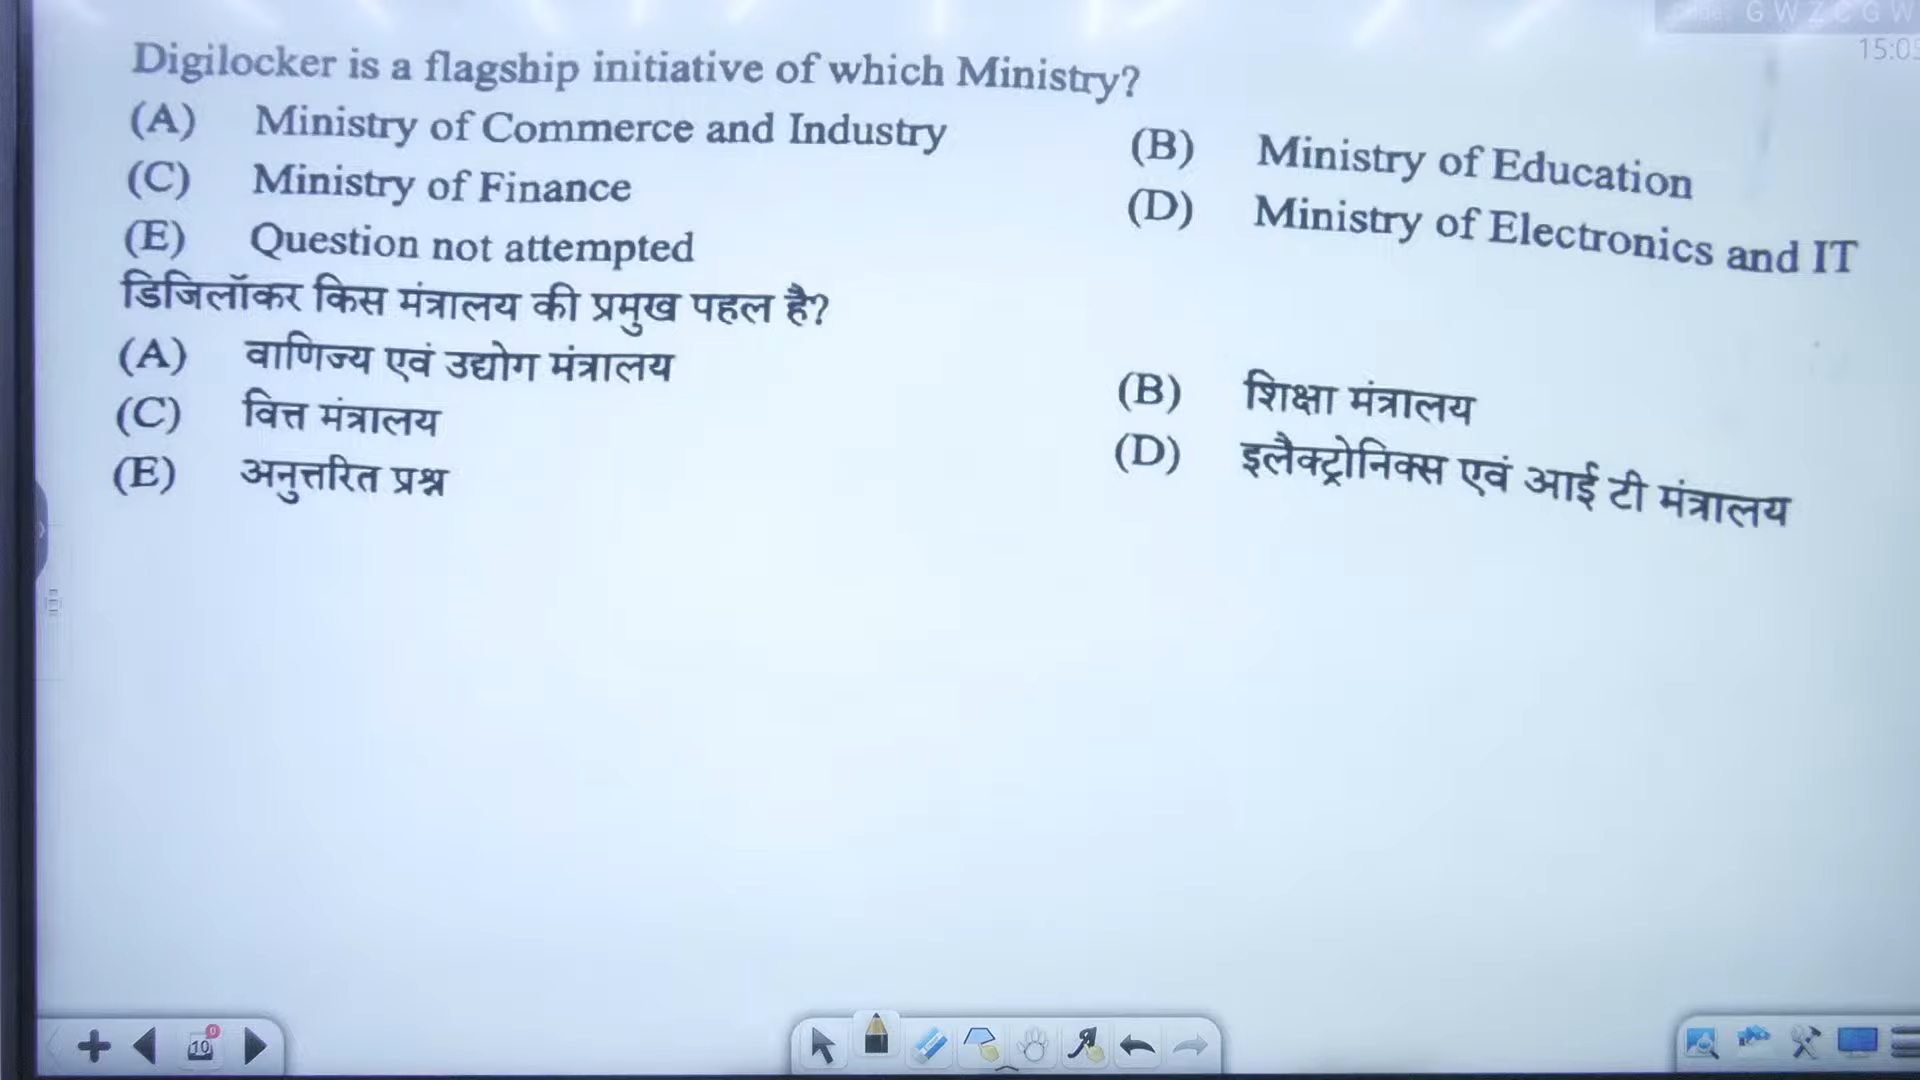 G W Z C G W
15:0
Digilocker is a flagship initiative of which Ministry?
(A) Ministry of Commerce and Industry
(B) Ministry of Education
(C) Ministry of Finance
(D) Ministry of Electronics and IT
(E) Question not attempted
डिजिलॉकर किस मंत्रालय की प्रमुख पहल है?
(A) वाणिज्य एवं उद्योग मंत्रालय
(B) शिक्षा मंत्रालय
(C) वित्त मंत्रालय
(D) इलैक्ट्रोनिक्स एवं आई टी मंत्रालय
(E) अनुत्तरित प्रश्न
10